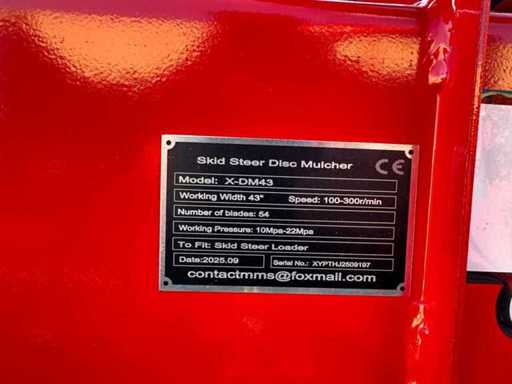 Skid Steer Disc Mulcher CE
Model: X-DM43
Working Width 43" Speed: 100-300r/min
Number of blades: 54
Working Pressure: 10Mpa-22Mpa
To Fit: Skid Steer Loader
Date:2025.09 Serial No.: XYPTHJ2509197
contactmms@foxmail.com